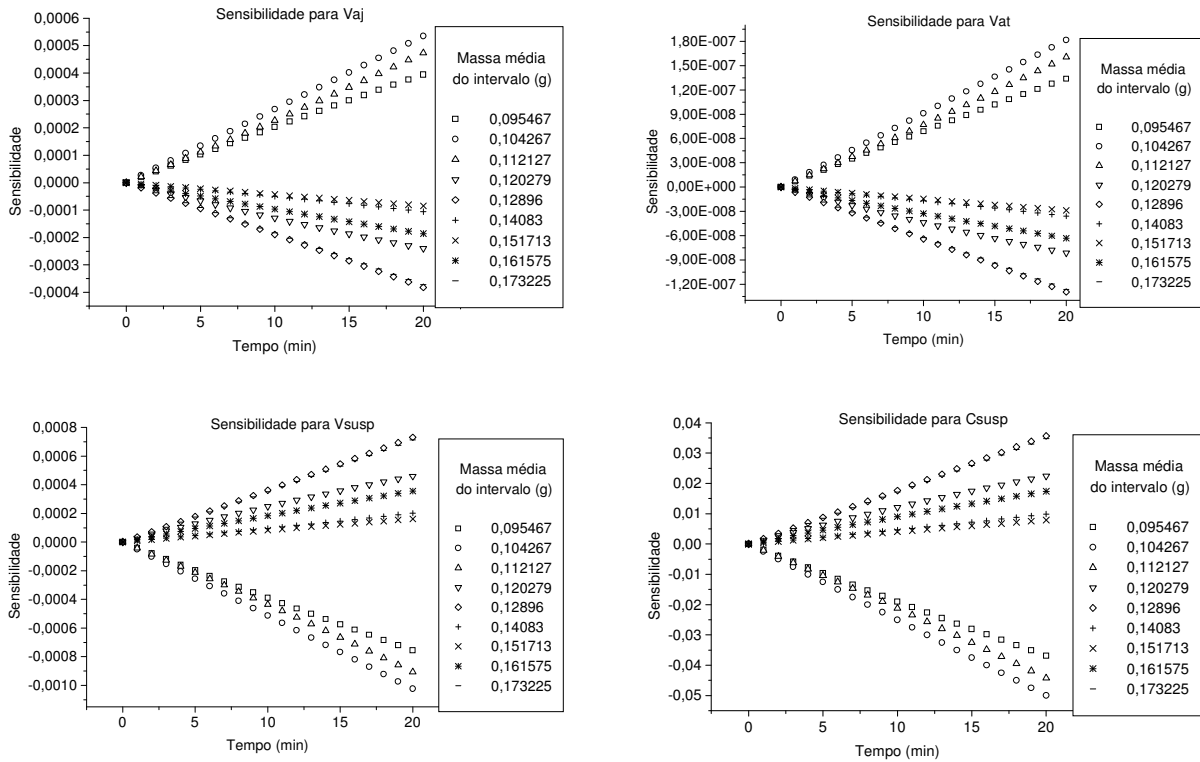 Sensibilidade para Vaj
0,0006
0,0005
0,0004
0,0003
0,0002
0,0001
0,0000
-0,0001
-0,0002
-0,0003
-0,0004
Sensibilidade
0
5
10
15
20
Tempo (min)
Massa média
do intervalo (g)
0,095467
0,104267
0,112127
0,120279
0,12896
0,14083
0,151713
0,161575
0,173225
Sensibilidade para Vat
1,80E-007
1,50E-007
1,20E-007
9,00E-008
6,00E-008
3,00E-008
0,00E+000
-3,00E-008
-6,00E-008
-9,00E-008
-1,20E-007
Sensibilidade
0
5
10
15
20
Tempo (min)
Massa média
do intervalo (g)
0,095467
0,104267
0,112127
0,120279
0,12896
0,14083
0,151713
0,161575
0,173225
Sensibilidade para Vsusp
0,0008
0,0006
0,0004
0,0002
0,0000
-0,0002
-0,0004
-0,0006
-0,0008
-0,0010
Sensibilidade
0
5
10
15
20
Tempo (min)
Massa média
do intervalo (g)
0,095467
0,104267
0,112127
0,120279
0,12896
0,14083
0,151713
0,161575
0,173225
Sensibilidade para Csusp
0,04
0,03
0,02
0,01
0,00
-0,01
-0,02
-0,03
-0,04
-0,05
Sensibilidade
0
5
10
15
20
Tempo (min)
Massa média
do intervalo (g)
0,095467
0,104267
0,112127
0,120279
0,12896
0,14083
0,151713
0,161575
0,173225